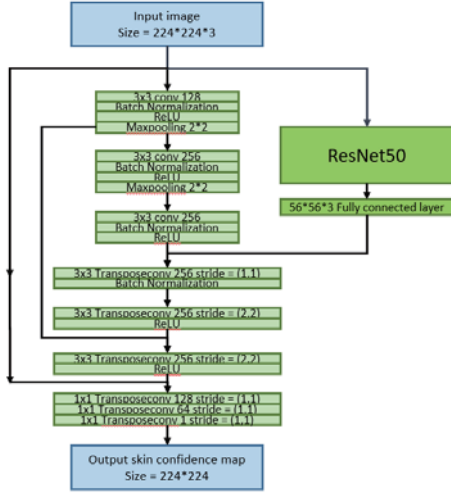 Input image
Size = 224*224*3
3x3 conv 128
Batch Normalization
ReLU
Maxpooling 2*2
3x3 conv 256
Batch Normalization
ReLU
Maxpooling 2*2
3x3 conv 256
Batch Normalization
ReLU
ResNet50
56*56*3 Fully connected layer
3x3 Transposeconv 256 stride = (1,1)
Batch Normalization
3x3 Transposeconv 256 stride = (2,2)
ReLU
3x3 Transposeconv 256 stride = (2,2)
ReLU
1x1 Transposeconv 128 stride = (1,1)
1x1 Transposeconv 64 stride = (1,1)
1x1 Transposeconv 1 stride = (1,1)
Output skin confidence map
Size = 224*224